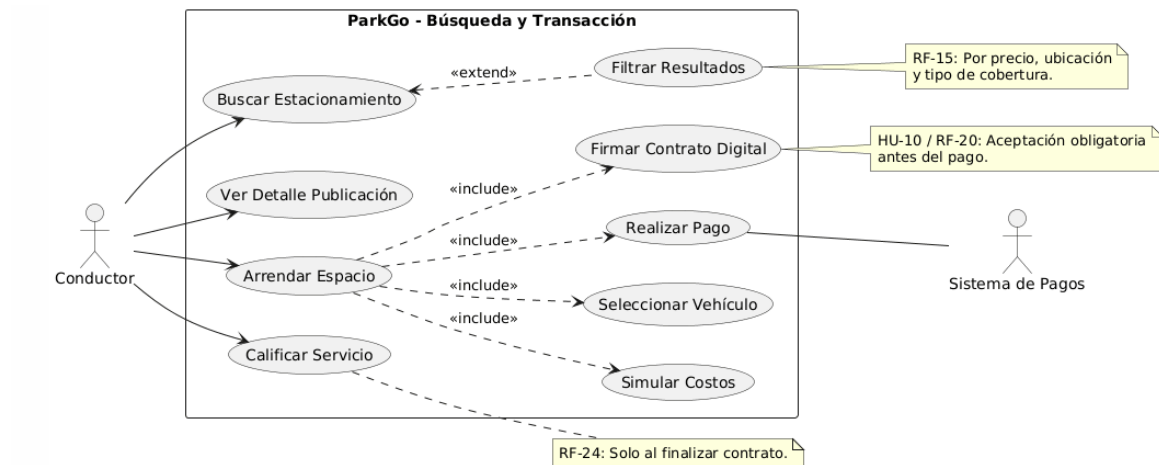 ParkGo - Búsqueda y Transacción
Buscar Estacionamiento
«extend»
Filtrar Resultados
RF-15: Por precio, ubicación
y tipo de cobertura.
Firmar Contrato Digital
HU-10 / RF-20: Aceptación obligatoria
antes del pago.
Ver Detalle Publicación
«include»
Realizar Pago
«include»
Conductor
Arrendar Espacio
Sistema de Pagos
«include»
Seleccionar Vehículo
«include»
Calificar Servicio
Simular Costos
RF-24: Solo al finalizar contrato.